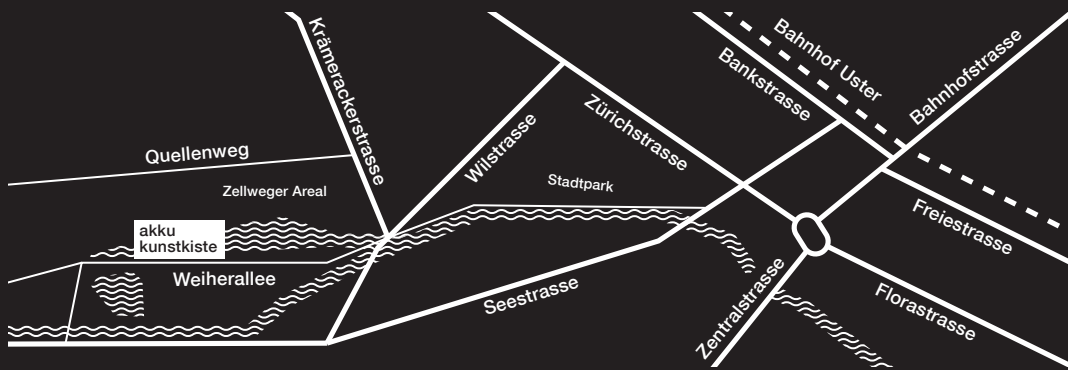 Krämerackerstrasse
Bahnhof Uster
Bahnhofstrasse
Bankstrasse
Zürichstrasse
Wilstrasse
Quellenweg
Zellweger Areal
Stadtpark
akku
kunstkiste
Freiestrasse
Weiherallee
Seestrasse
Zentralstrasse
Florastrasse